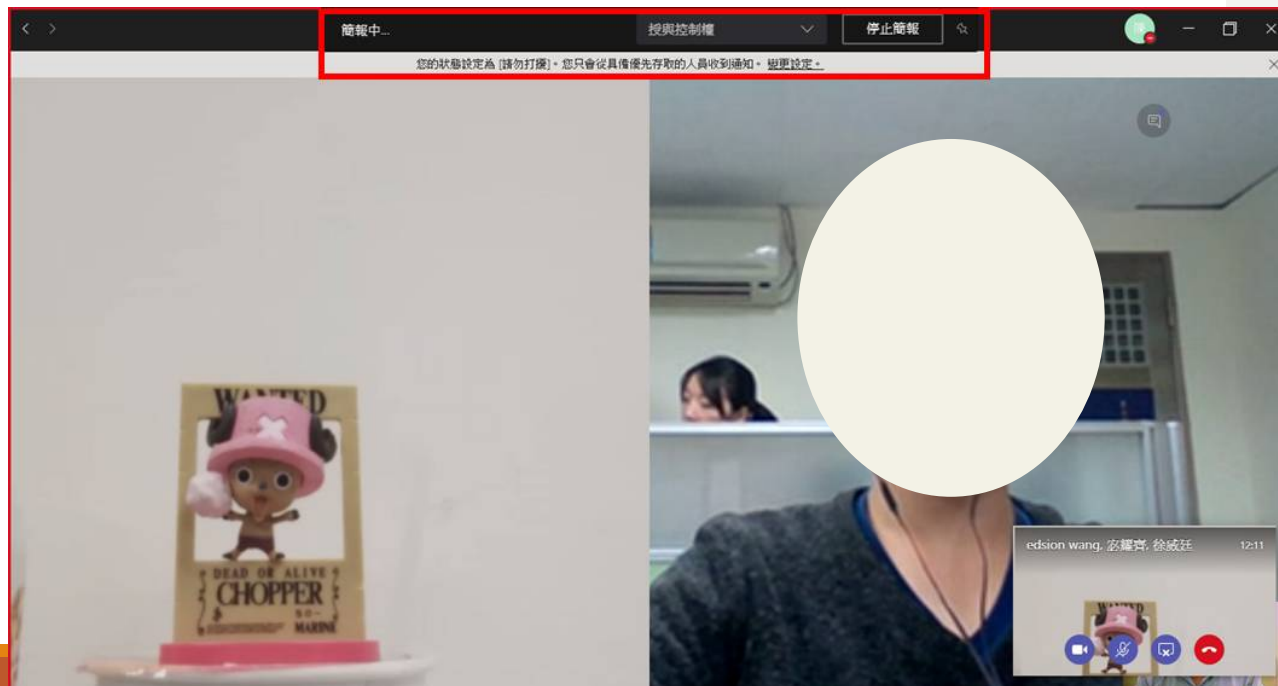 簡報中...
授與控制權
停止簡報
您的狀態設定為 [請勿打擾]。您只會從具備優先存取的人員收到通知。 變更設定。
WANTED
DEAD OR ALIVE
CHOPPER
50-
MARINE
edsion wang, 宓耀齊, 徐威廷
12:11
WANTED